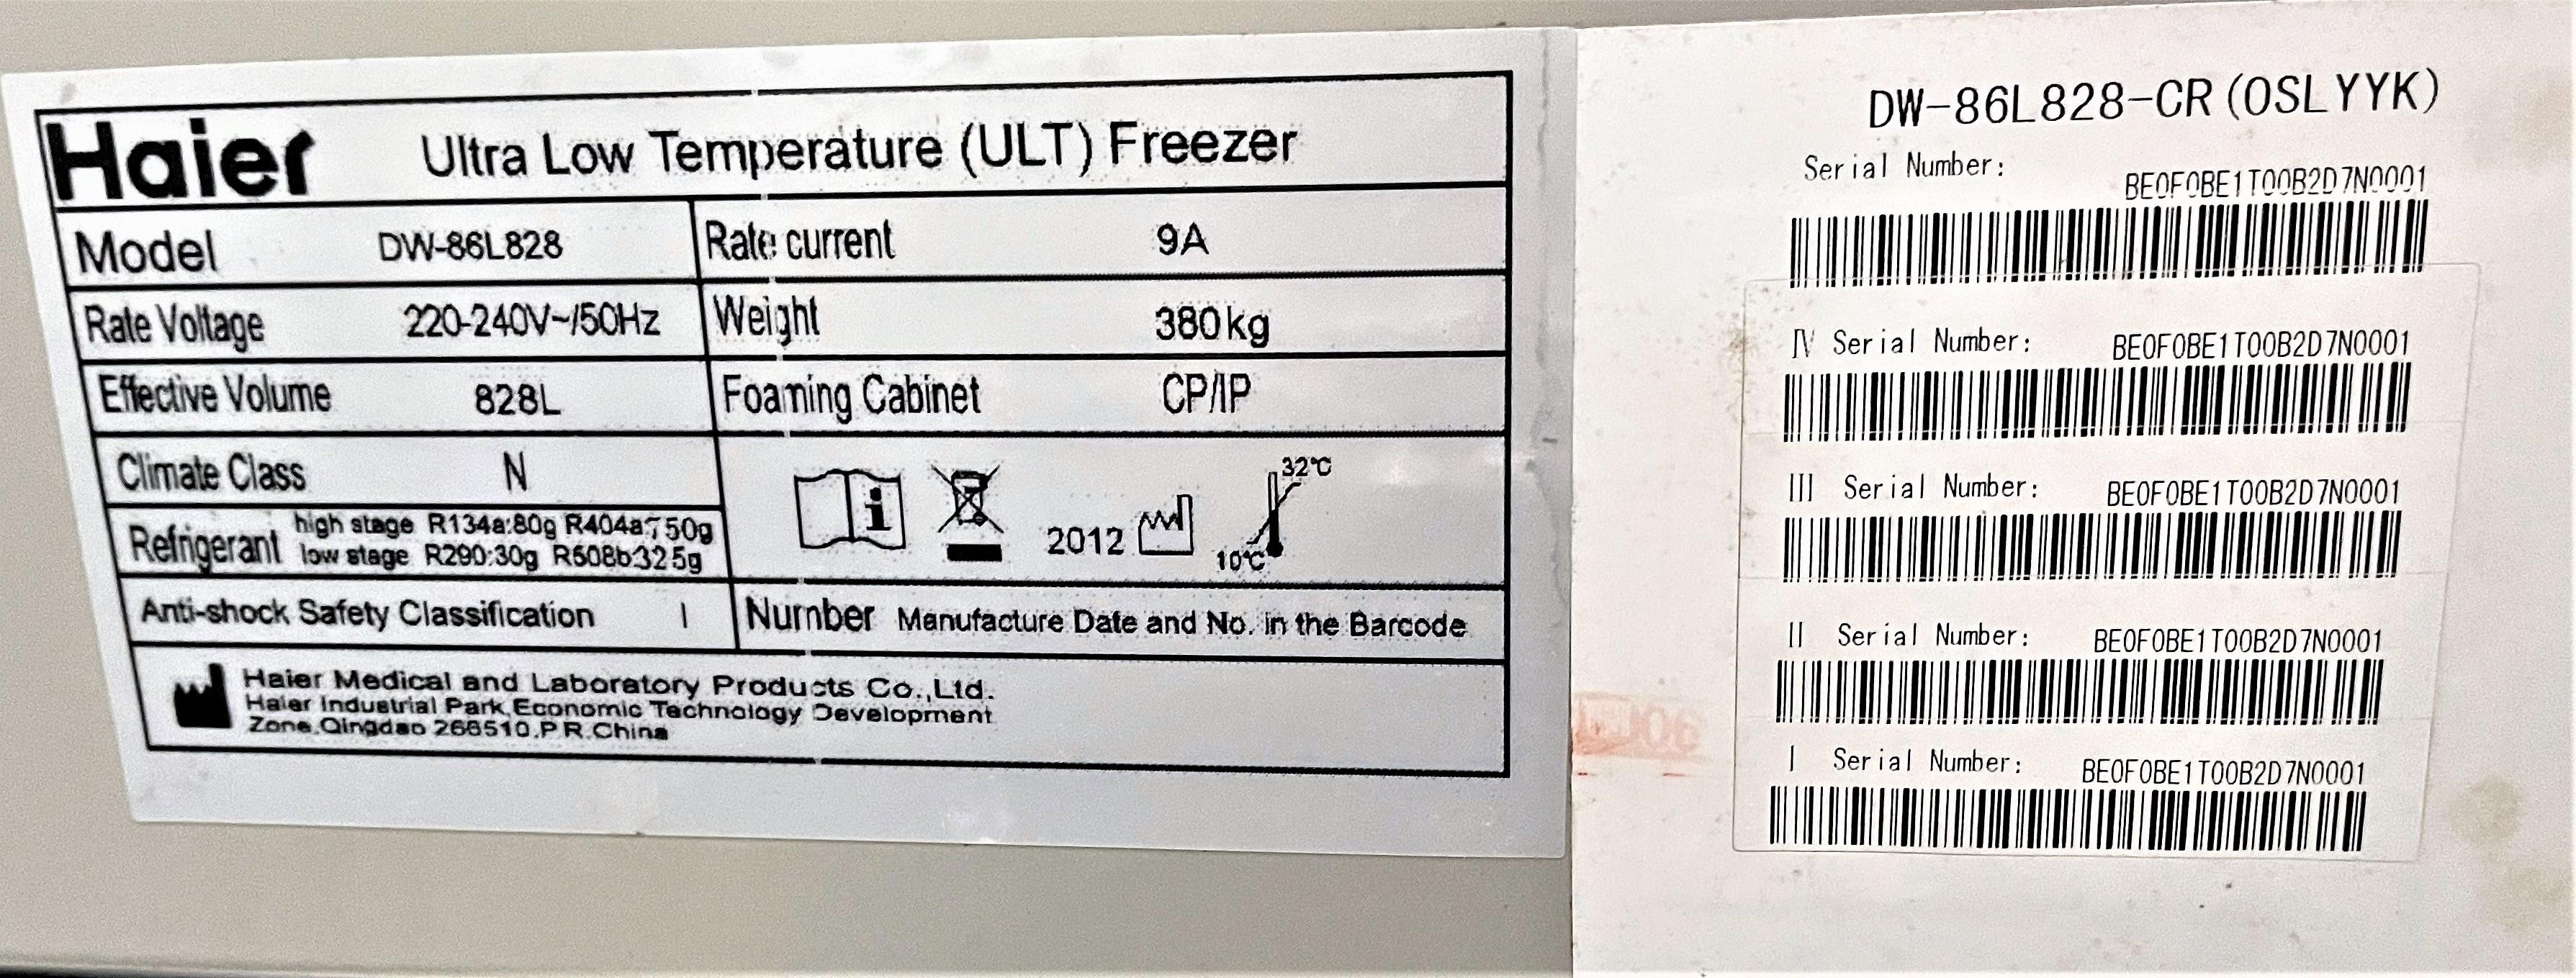 Haier Ultra Low Temperature (ULT) Freezer
Model DW-86L828 Rate current 9A
Rate Voltage 220-240V~/50Hz Weight 380kg
Effective Volume 828L Foaming Cabinet CP/IP
Climate Class N
32℃
2012
10℃
Refrigerant high stage R134a:80g R404a:750g
low stage R290:30g R508b:325g
Anti-shock Safety Classification I Number Manufacture Date and No. in the Barcode
Haier Medical and Laboratory Products Co.,Ltd.
Haier Industrial Park,Economic Technology Development
Zone,Qingdao 266510,P.R.China
DW-86L828-CR(OSLYYK)
Serial Number: BE0F0BE1T00B2D7N0001
IV Serial Number: BE0F0BE1T00B2D7N0001
III Serial Number: BE0F0BE1T00B2D7N0001
II Serial Number: BE0F0BE1T00B2D7N0001
I Serial Number: BE0F0BE1T00B2D7N0001